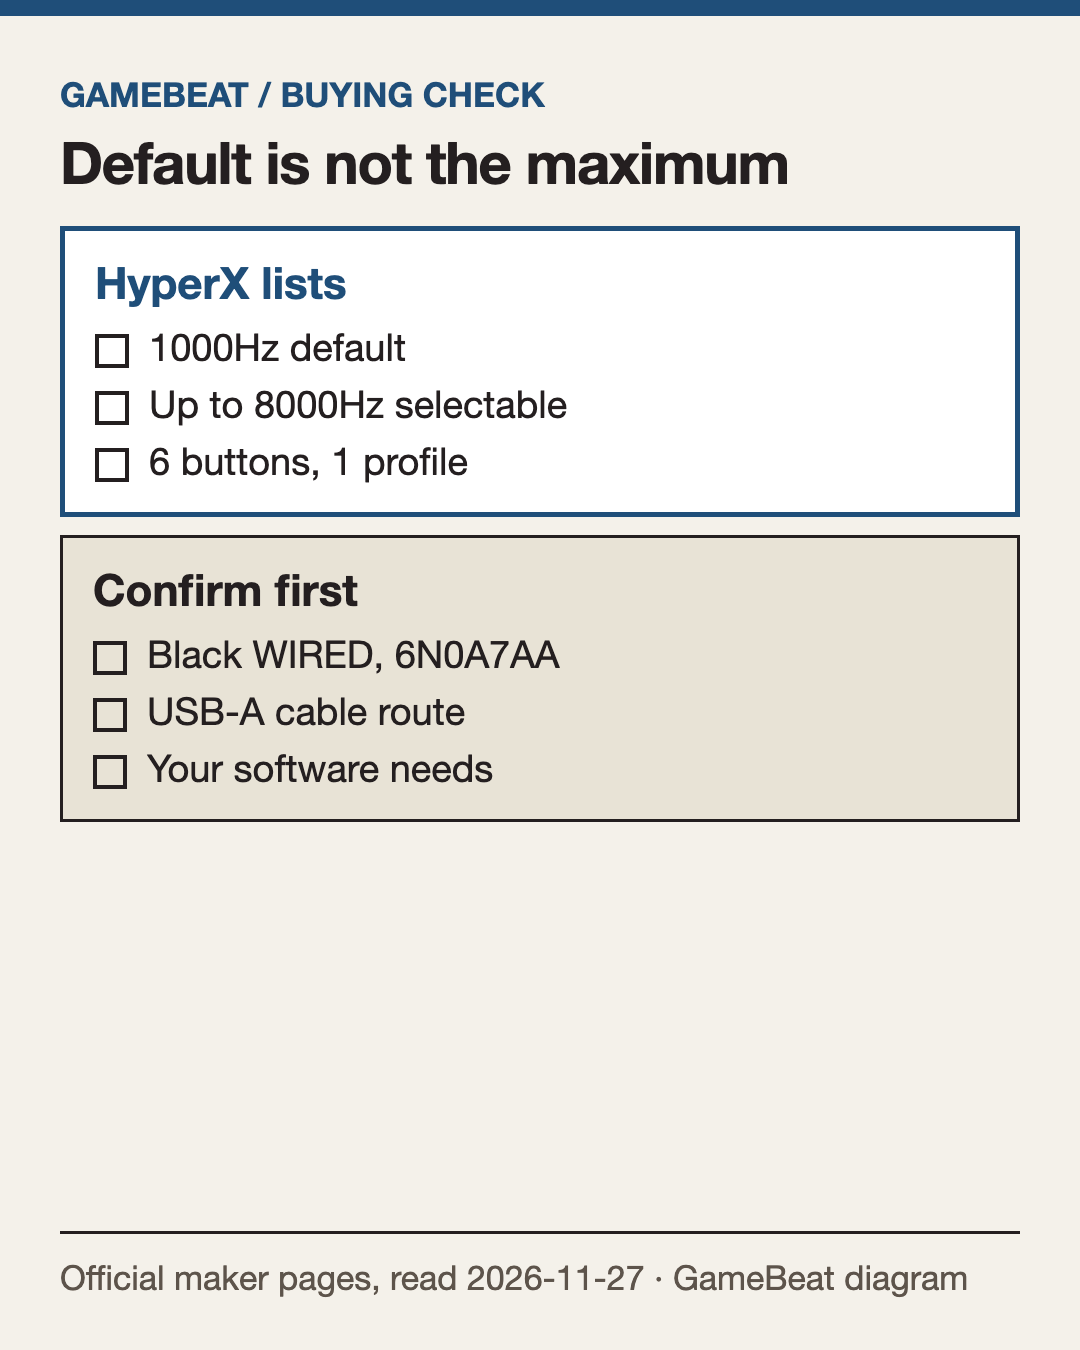 GAMEBEAT / BUYING CHECK
Default is not the maximum
HyperX lists
1000Hz default
Up to 8000Hz selectable
6 buttons, 1 profile
Confirm first
Black WIRED, 6N0A7AA
USB-A cable route
Your software needs
Official maker pages, read 2026-11-27 · GameBeat diagram